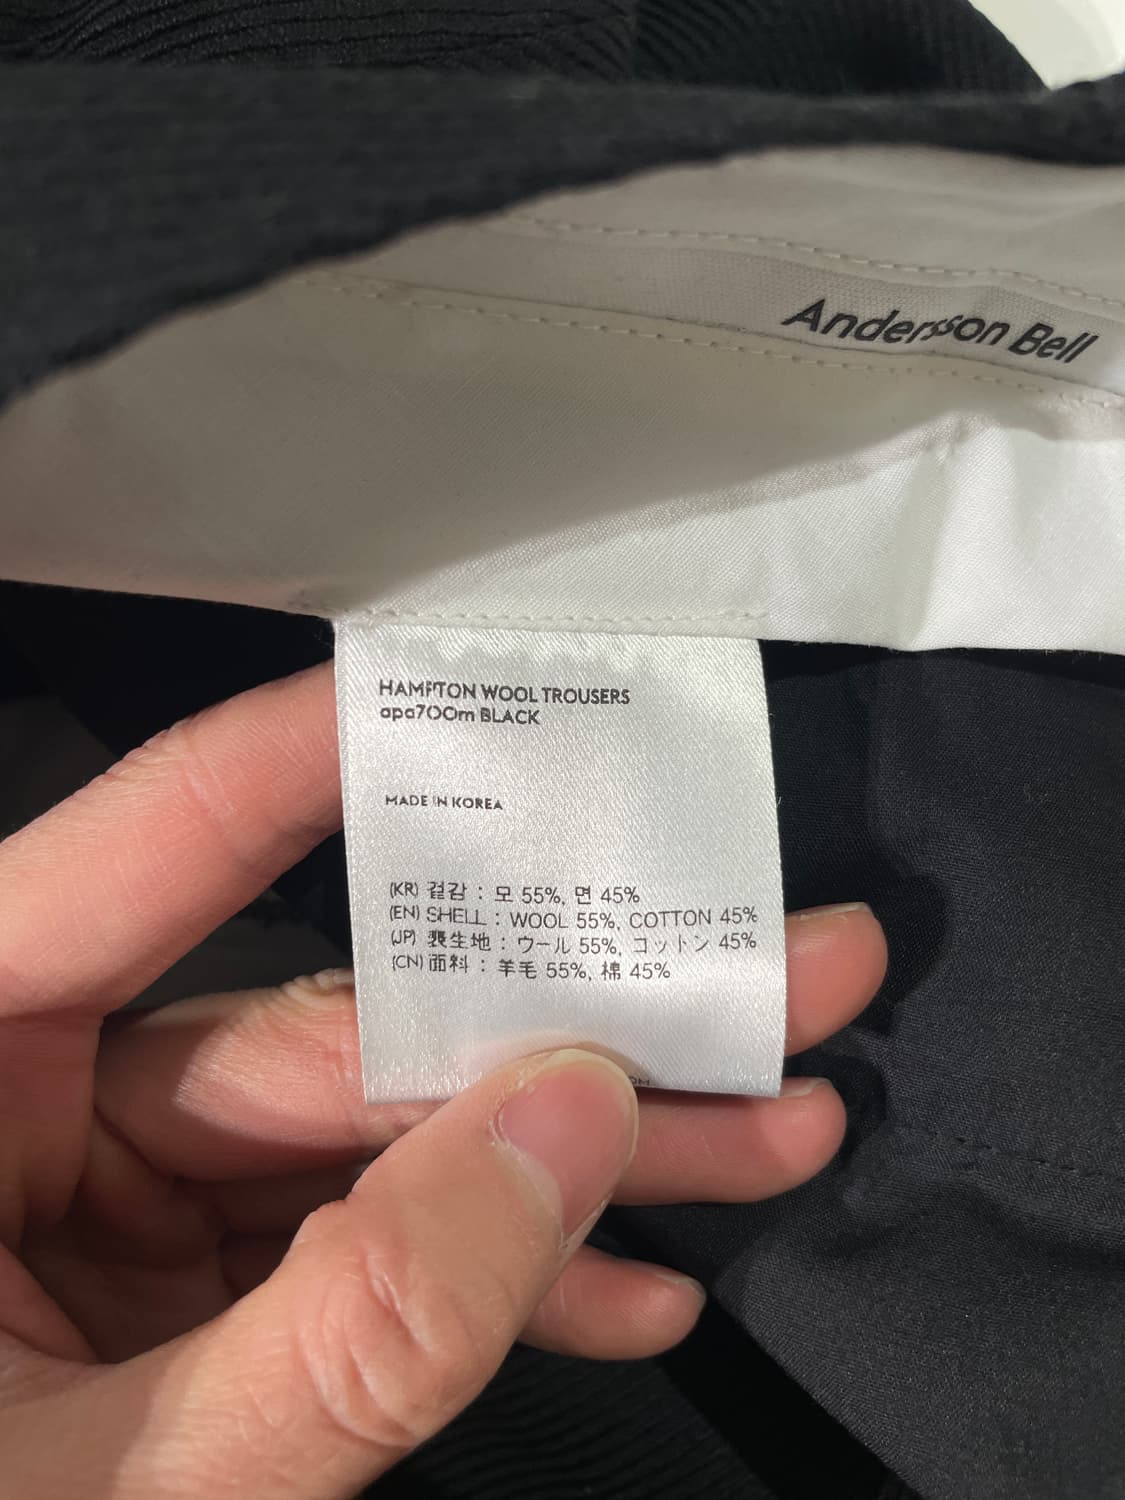 Andersson Bell
HAMPTON WOOL TROUSERS
apa700m BLACK
MADE IN KOREA
(KR) 겉감 : 모 55%, 면 45%
(EN) SHELL : WOOL 55%, COTTON 45%
(JP) 表生地 : ウール 55%, コットン 45%
(CN) 面料 : 羊毛 55%, 棉 45%